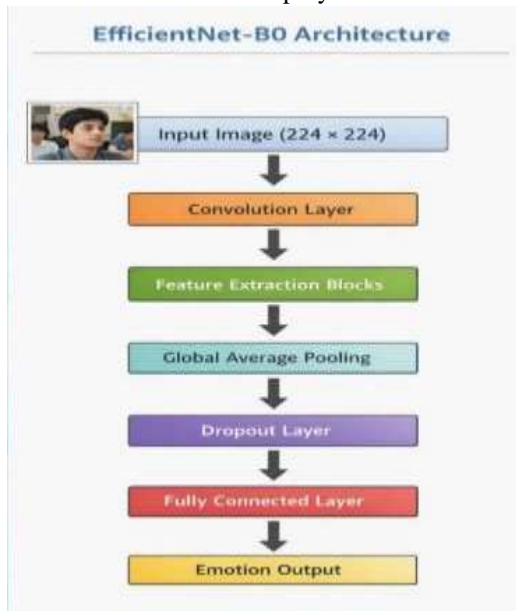 EfficientNet-B0 Architecture
Input Image (224 × 224)
Convolution Layer
Feature Extraction Blocks
Global Average Pooling
Dropout Layer
Fully Connected Layer
Emotion Output